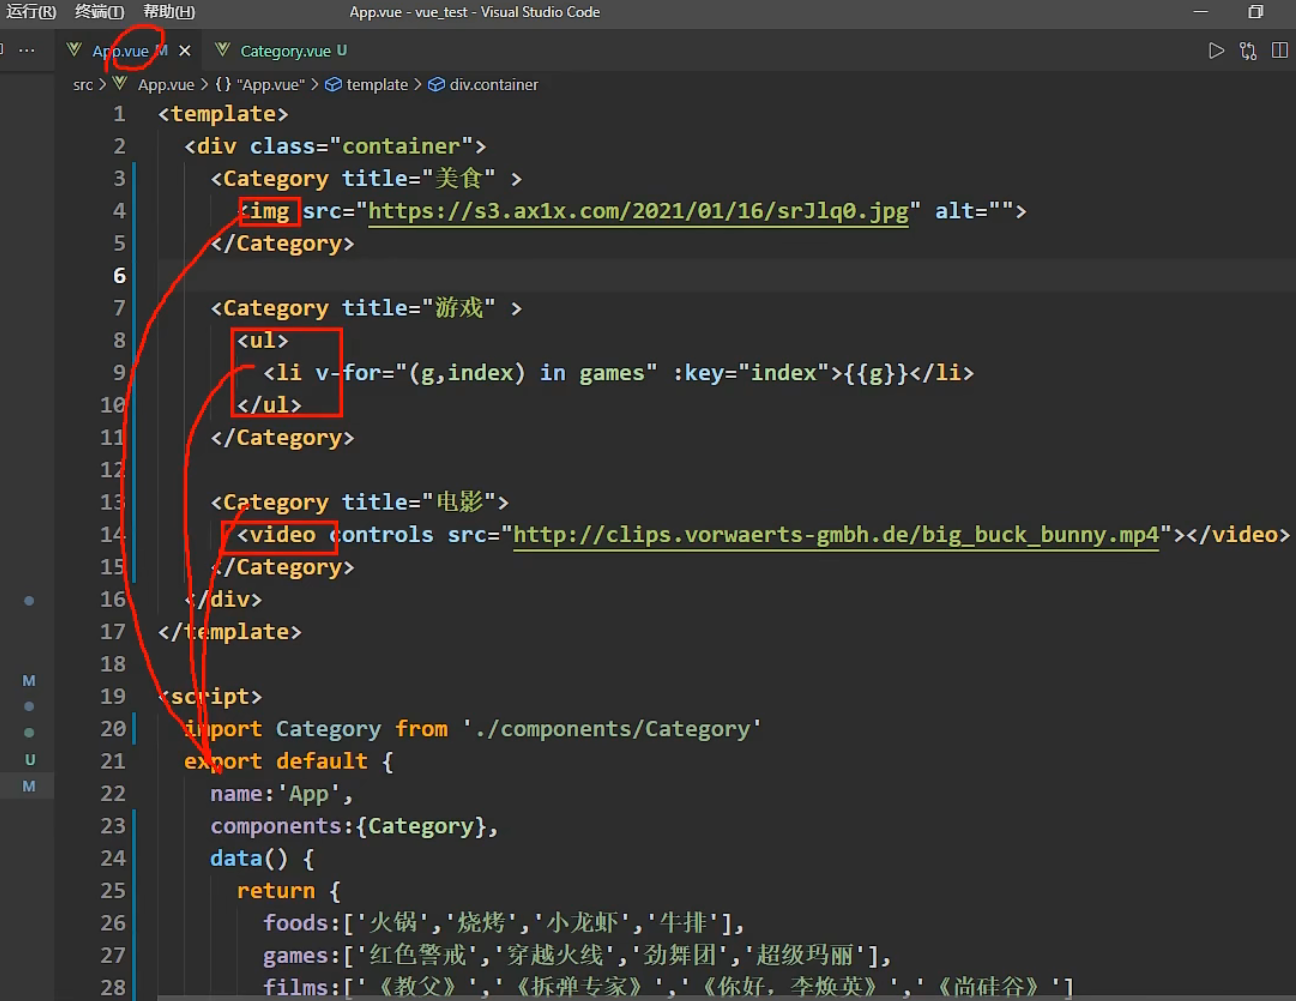 运行(R) 终端(T) 帮助(H) App.vue - vue_test - Visual Studio Code
App.vue M Category.vue U
src > App.vue > {} "App.vue" > template > div.container
1 <template>
2 <div class="container">
3 <Category title="美食" >
4 <img src="https://s3.ax1x.com/2021/01/16/srJlq0.jpg" alt="">
5 </Category>
6
7 <Category title="游戏" >
8 <ul>
9 <li v-for="(g,index) in games" :key="index">{{g}}</li>
10 </ul>
11 </Category>
12
13 <Category title="电影">
14 <video controls src="http://clips.vorwaerts-gmbh.de/big_buck_bunny.mp4"></video>
15 </Category>
16 </div>
17 </template>
18
19 <script>
20 import Category from './components/Category'
21 export default {
22 name:'App',
23 components:{Category},
24 data() {
25 return {
26 foods:['火锅','烧烤','小龙虾','牛排'],
27 games:['红色警戒','穿越火线','劲舞团','超级玛丽'],
28 films:['《教父》','《拆弹专家》','《你好，李焕英》','《尚硅谷》']
M
U
M